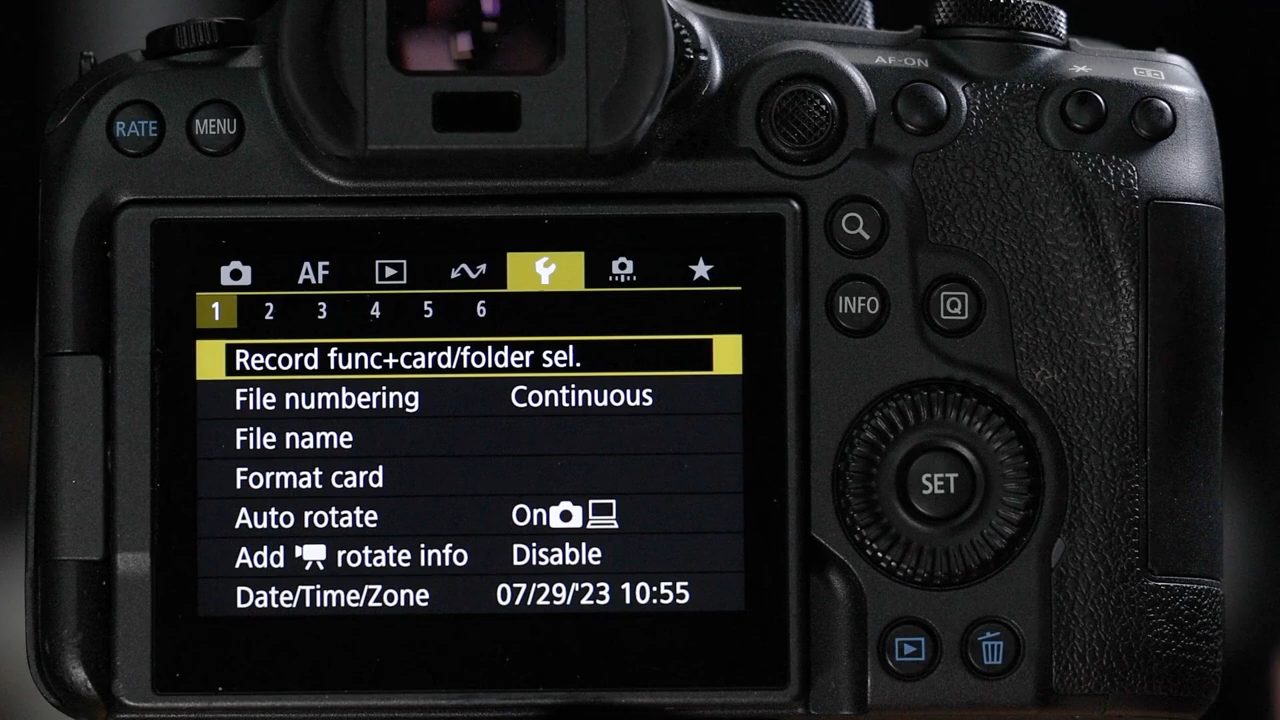 AF-ON
RATE MENU
AF
1 2 3 4 5 6
INFO Q
Record func+card/folder sel.
File numbering Continuous
File name
Format card
SET
Auto rotate On
Add rotate info Disable
Date/Time/Zone 07/29/'23 10:55